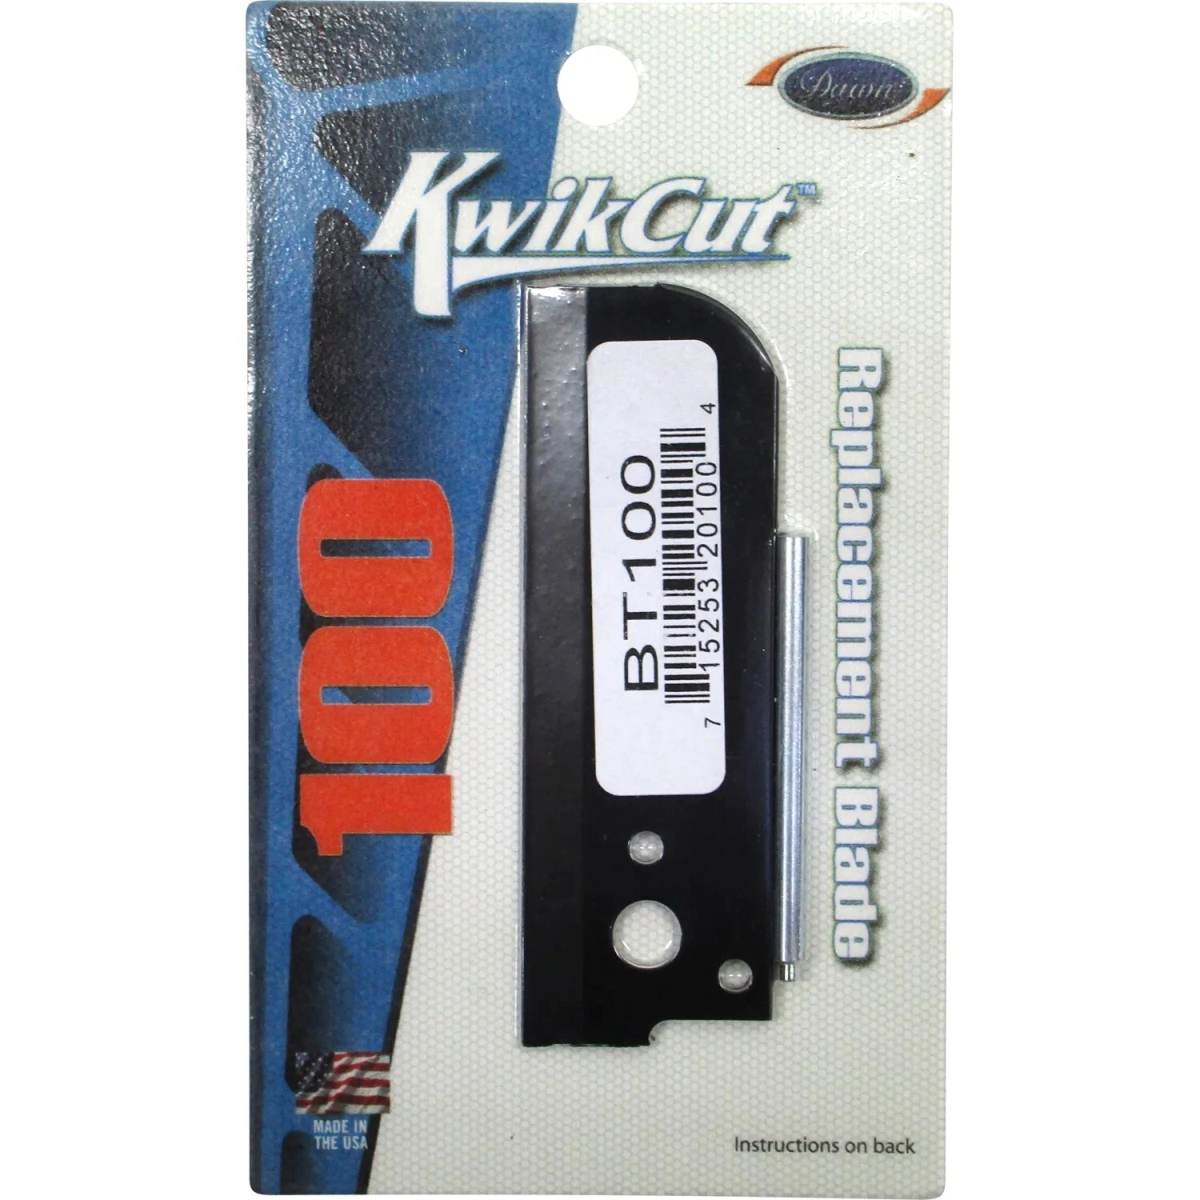 Dawn
KwikCut™
Replacement Blade
100
BT100
7 15253 20100 4
MADE IN
THE USA
Instructions on back